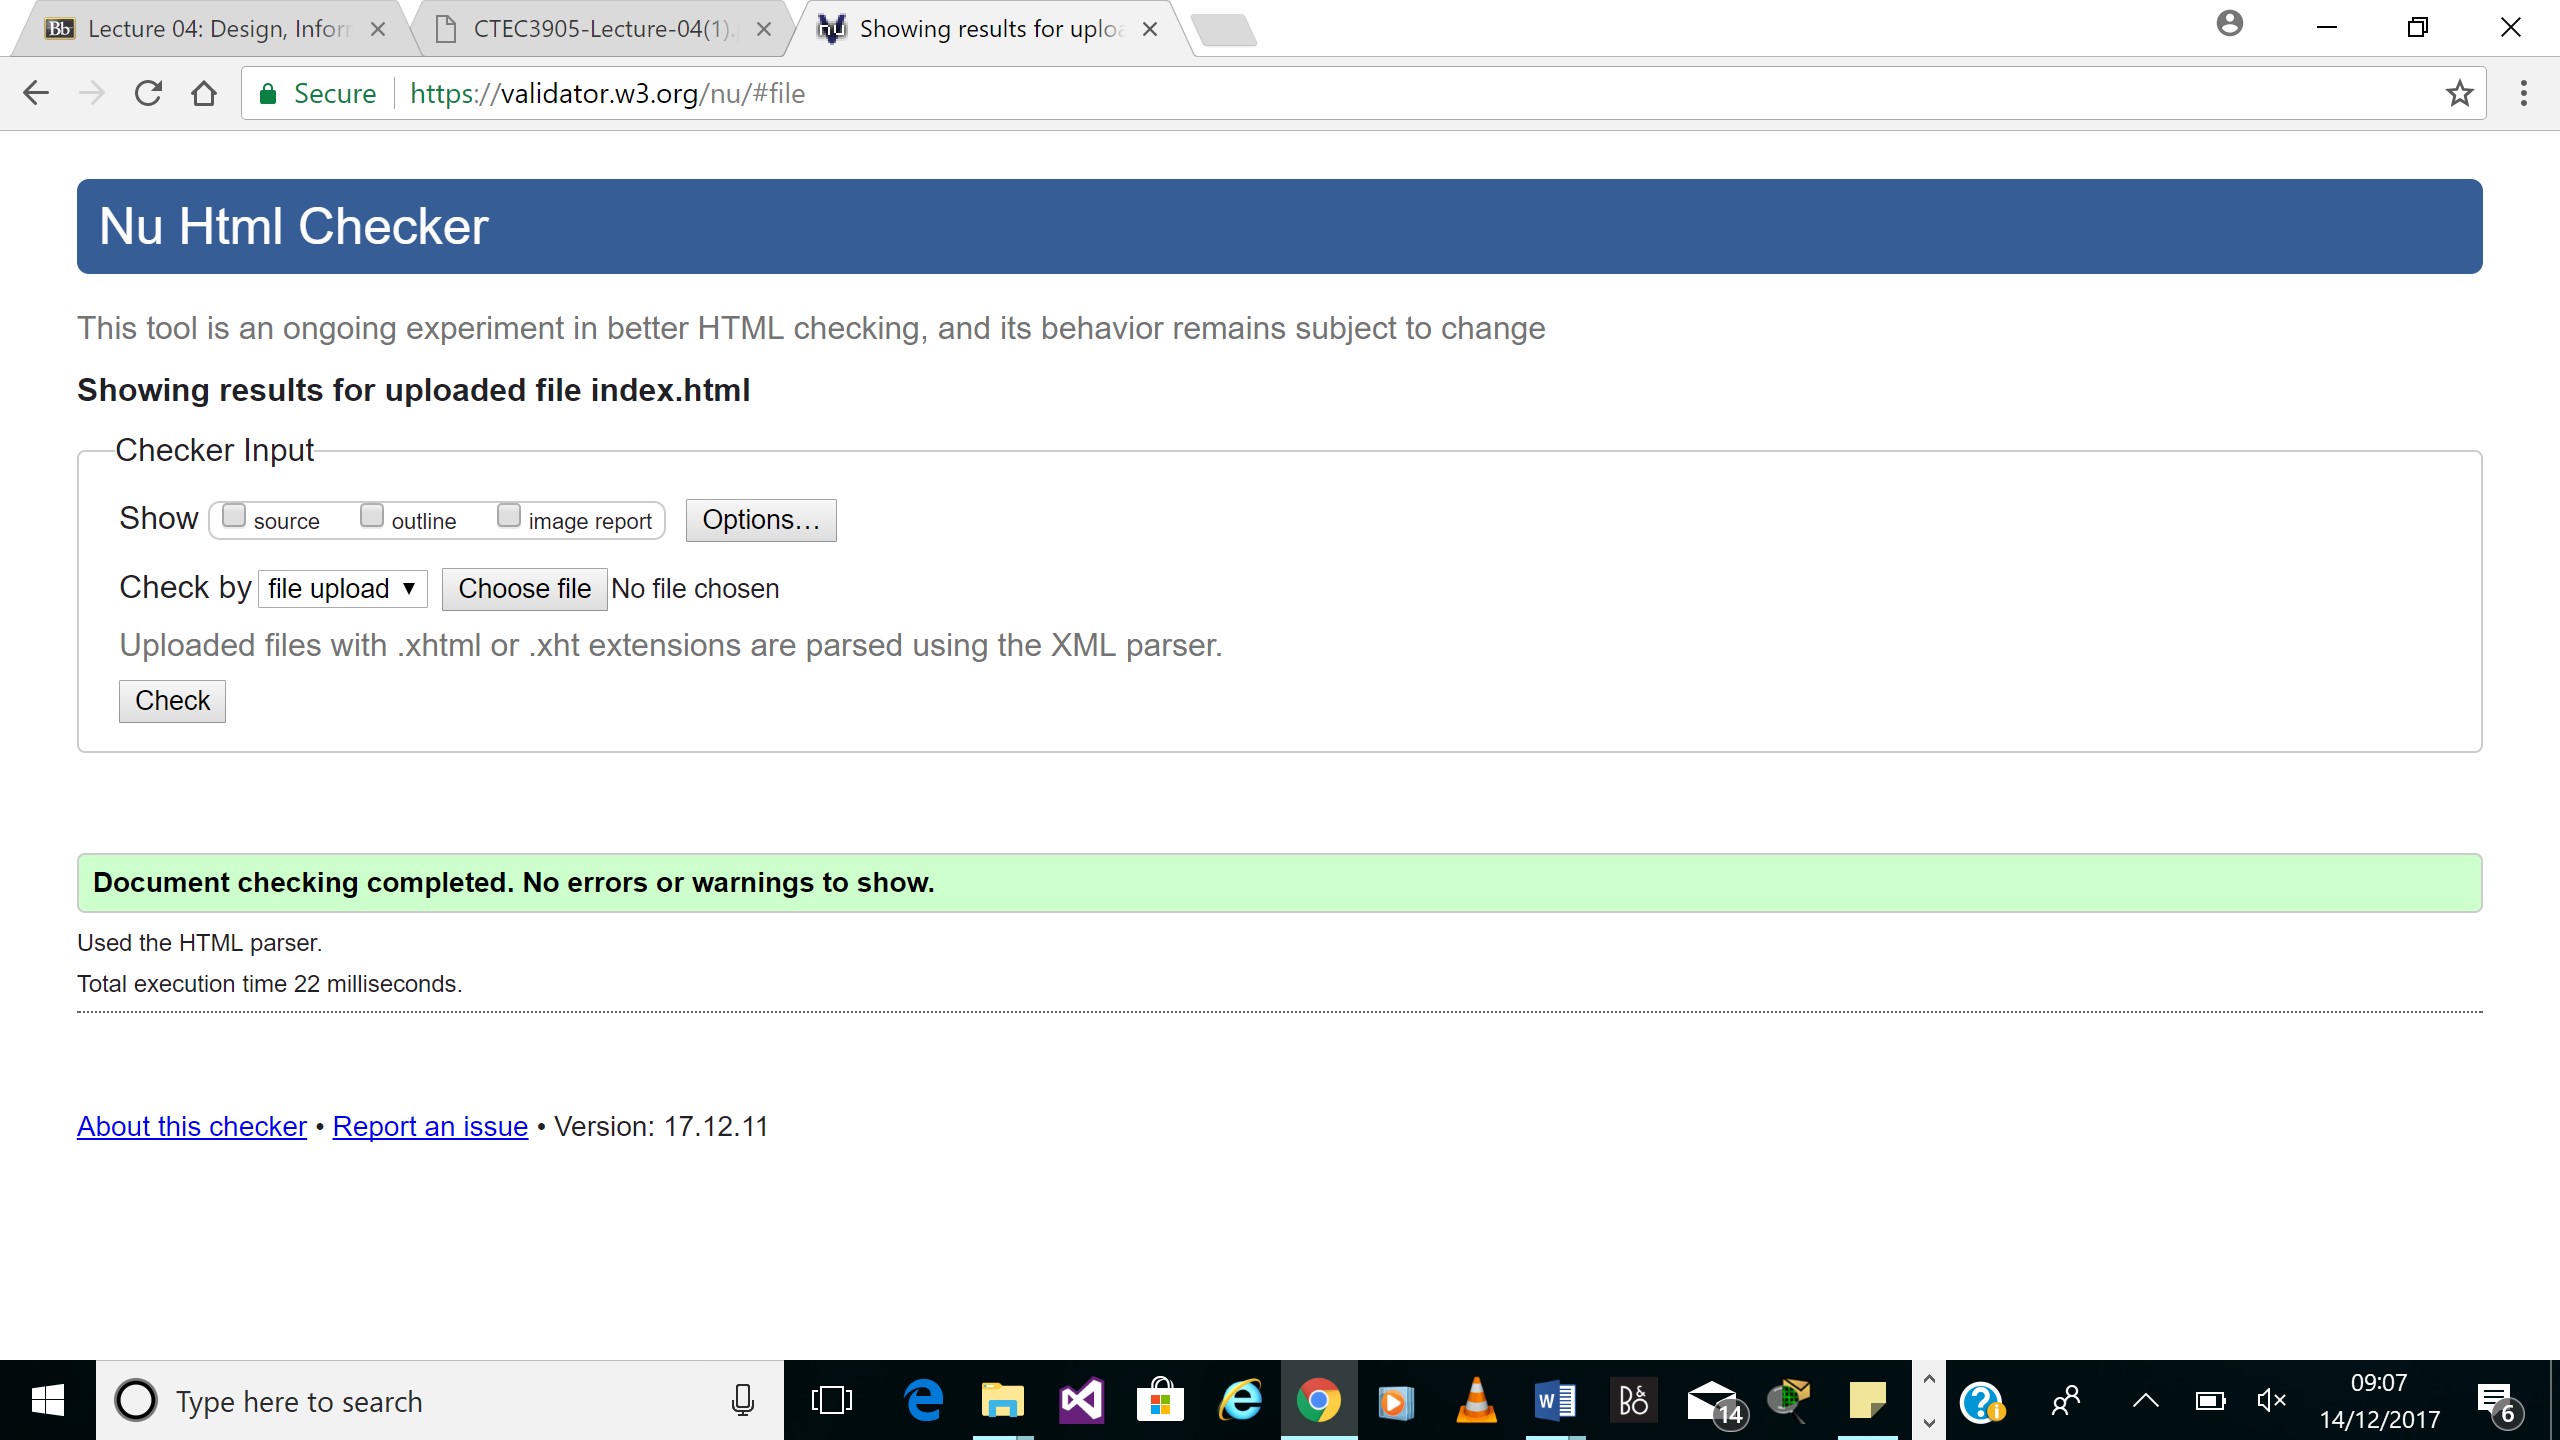 Bb Lecture 04: Design, Infor
CTEC3905-Lecture-04(1).
nu Showing results for uploa
Secure https://validator.w3.org/nu/#file
Nu Html Checker
This tool is an ongoing experiment in better HTML checking, and its behavior remains subject to change
Showing results for uploaded file index.html
Checker Input
Show source outline image report Options...
Check by file upload Choose file No file chosen
Uploaded files with .xhtml or .xht extensions are parsed using the XML parser.
Check
Document checking completed. No errors or warnings to show.
Used the HTML parser.
Total execution time 22 milliseconds.
About this checker • Report an issue • Version: 17.12.11
Type here to search
B&O
14
09:07
14/12/2017
6